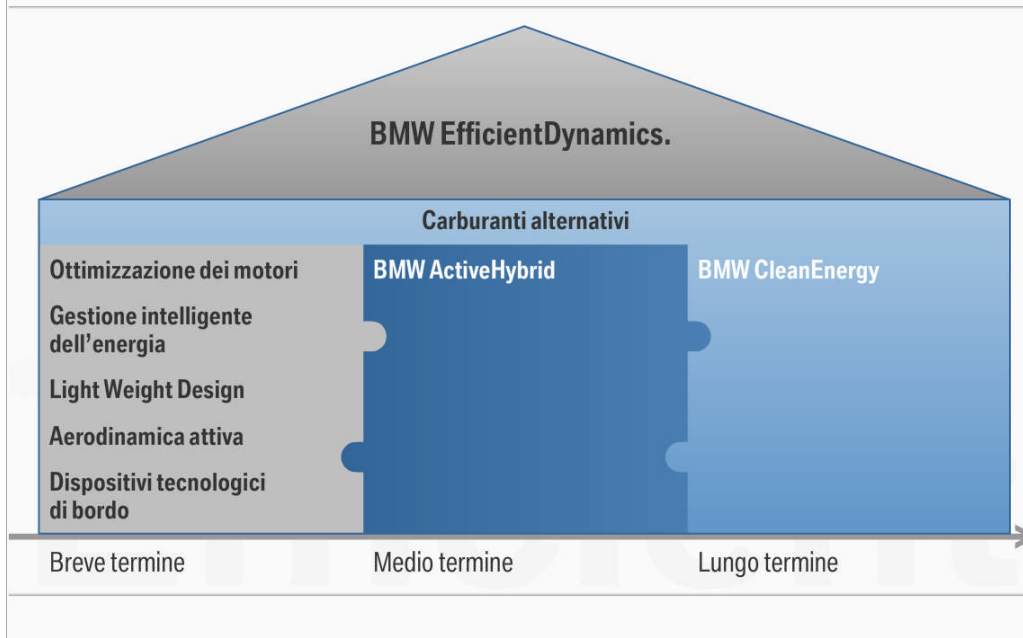 BMW EfficientDynamics.
Carburanti alternativi
Ottimizzazione dei motori
Gestione intelligente
dell’energia
Light Weight Design
Aerodinamica attiva
Dispositivi tecnologici
di bordo
BMW ActiveHybrid
BMW CleanEnergy
Breve termine
Medio termine
Lungo termine